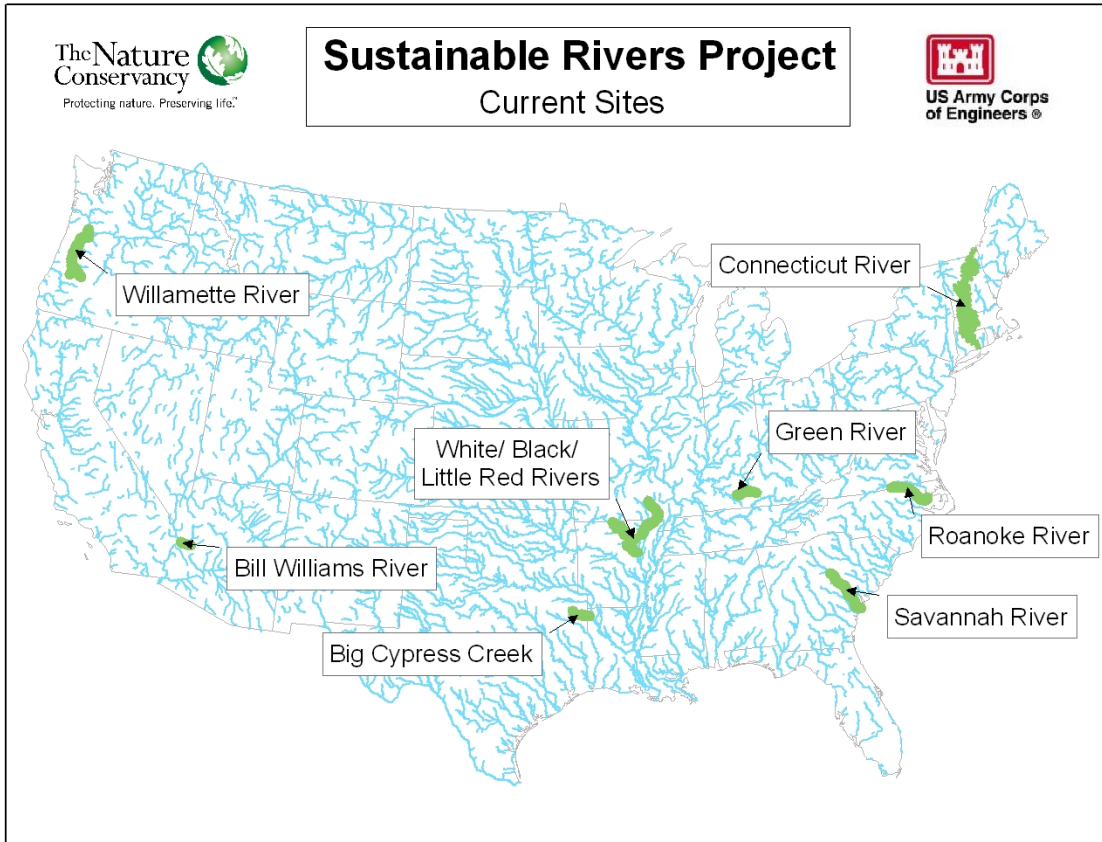 The Nature
Conservancy
Protecting nature. Preserving life.™
Sustainable Rivers Project
Current Sites
US Army Corps
of Engineers ®
Connecticut River
Willamette River
Green River
White/ Black/
Little Red Rivers
Roanoke River
Bill Williams River
Savannah River
Big Cypress Creek